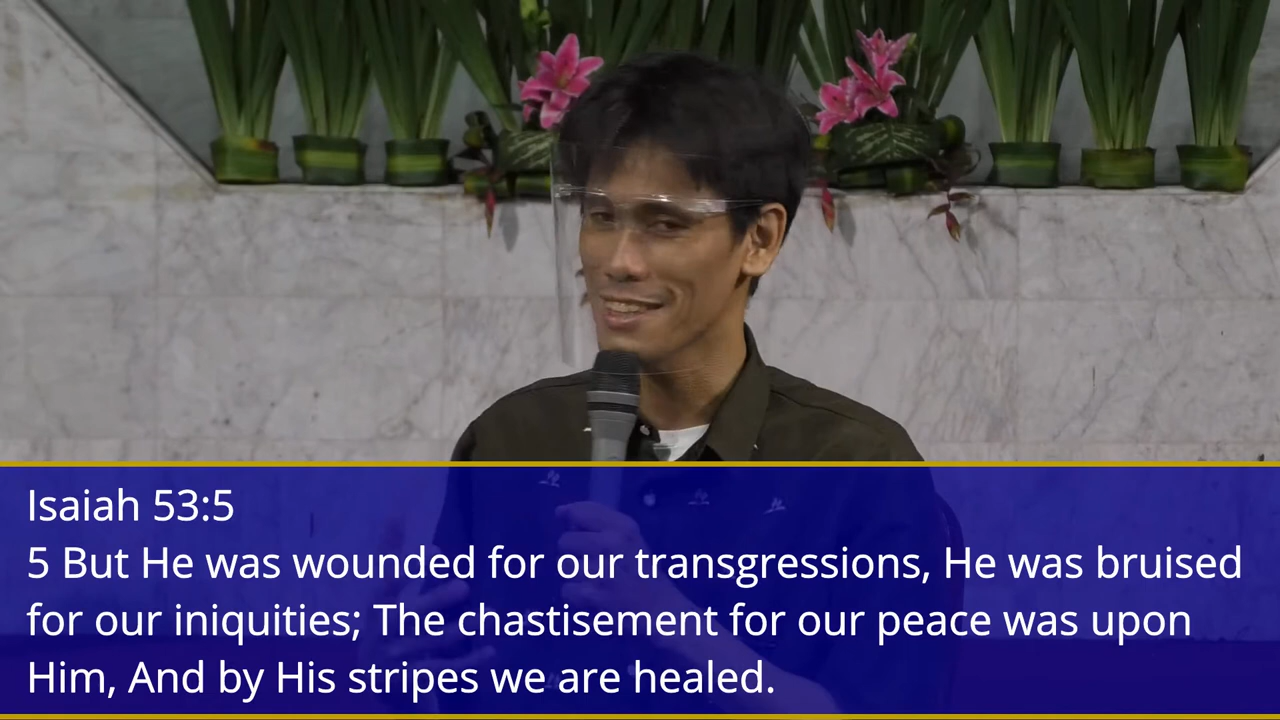 Isaiah 53:5
5 But He was wounded for our transgressions, He was bruised
for our iniquities; The chastisement for our peace was upon
Him, And by His stripes we are healed.